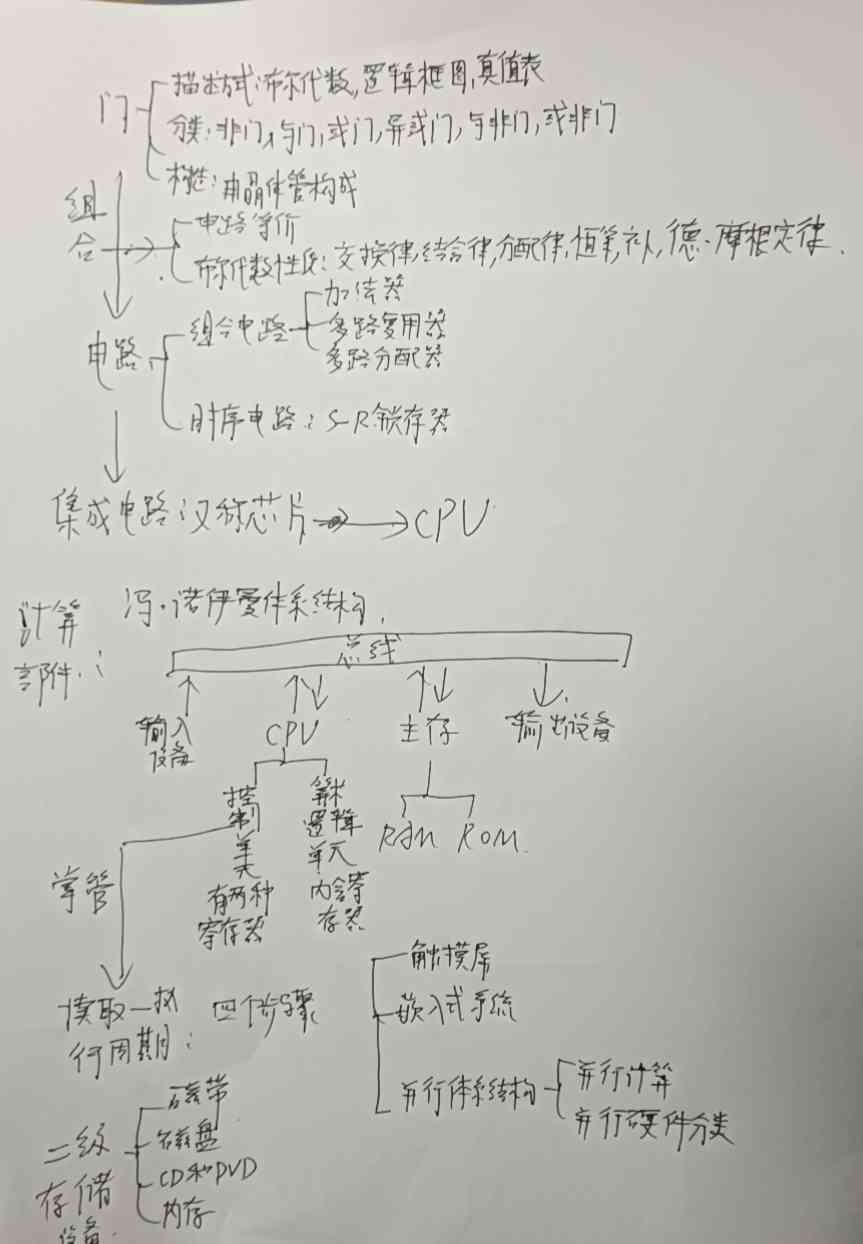 门
描述方式:布尔代数,逻辑框图,真值表
分类:非门,与门,或门,异或门,与非门,或非门
构造:由晶体管构成
组
合
电路等价
布尔代数性质:交换律,结合律,分配律,恒等,补,德·摩根定律.
电路
组合电路
加法器
多路复用器
多路分配器
时序电路:S-R锁存器
集成电路:又称芯片
CPU
计算
部件:
冯·诺伊曼体系结构,
总线
输入
设备
CPU
主存
输出设备
控
制
单
元
有两种
寄存器
算术
逻辑
单元
内含寄
存器
RAM
ROM
掌管
读取一执
行周期:
四个步骤
触摸屏
嵌入式系统
并行体系结构
并行计算
并行硬件分类
二级
存储
设备.
磁带
磁盘
CD和DVD
内存